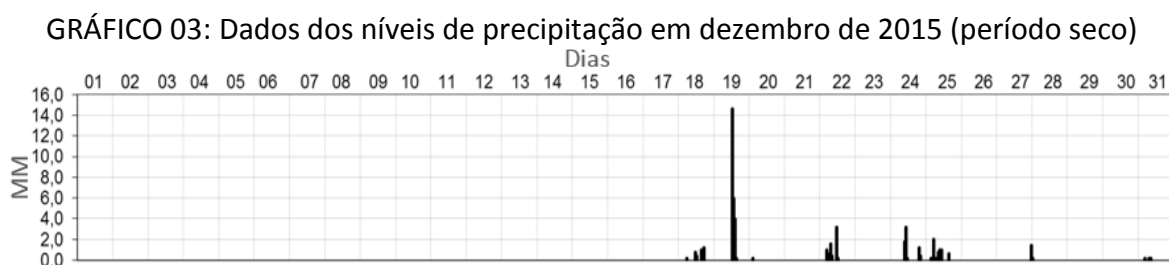 GRÁFICO 03: Dados dos níveis de precipitação em dezembro de 2015 (período seco)
Dias
01 02 03 04 05 06 07 08 09 10 11 12 13 14 15 16 17 18 19 20 21 22 23 24 25 26 27 28 29 30 31
16,0
14,0
12,0
10,0
8,0
6,0
4,0
2,0
0,0
MM